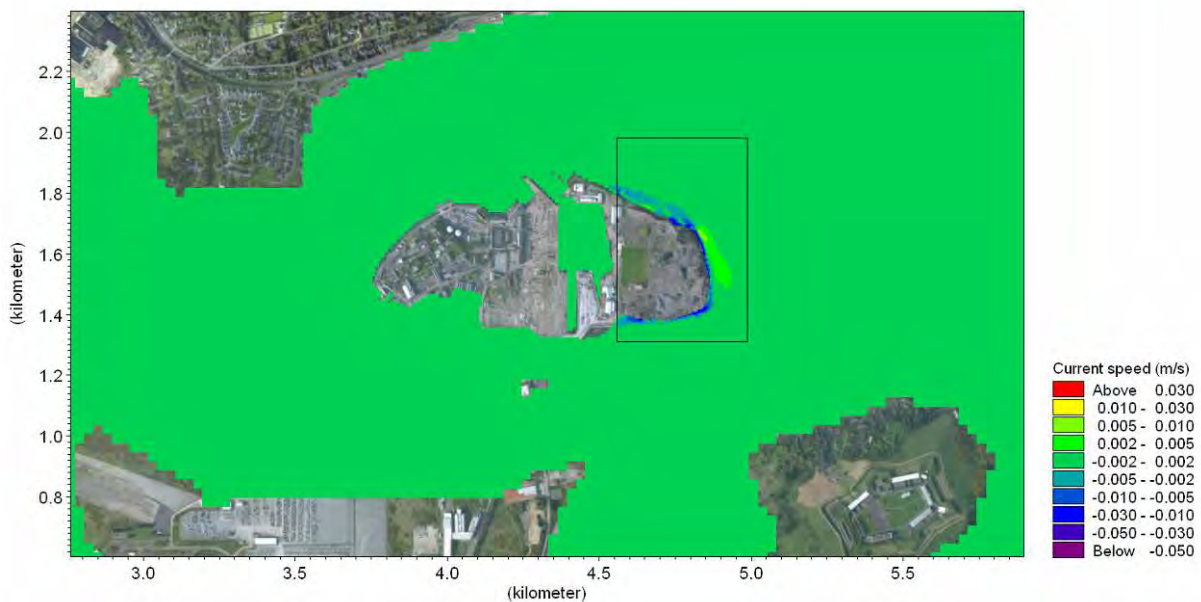 2.2
2.0
1.8
1.6
1.4
1.2
1.0
0.8
(kilometer)
3.0 3.5 4.0 4.5 5.0 5.5
(kilometer)
Current speed (m/s)
Above 0.030
0.010 - 0.030
0.005 - 0.010
0.002 - 0.005
-0.002 - 0.002
-0.005 - -0.002
-0.010 - -0.005
-0.030 - -0.010
-0.050 - -0.030
Below -0.050